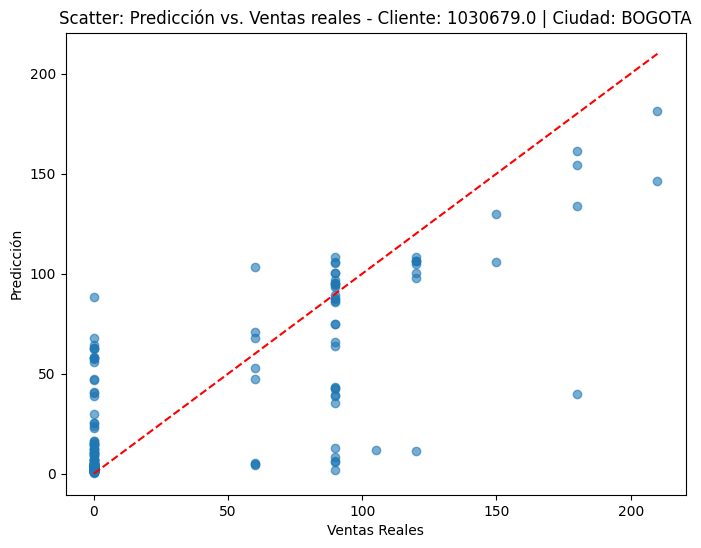 Scatter: Predicción vs. Ventas reales - Cliente: 1030679.0 | Ciudad: BOGOTA
200
150
100
50
0
Predicción
0 50 100 150 200
Ventas Reales